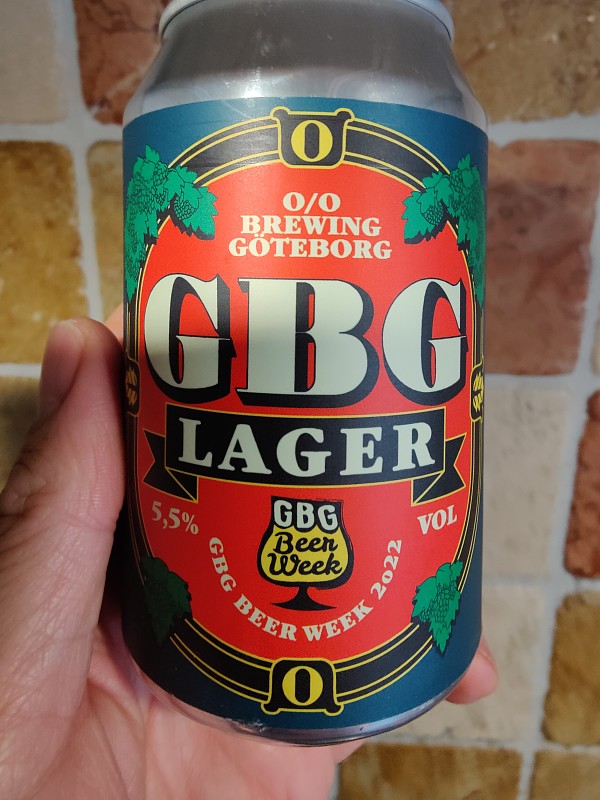 O
O/O
BREWING
GÖTEBORG
GBG
LAGER
5,5% VOL
GBG
Beer
Week
GBG BEER WEEK 2022
O